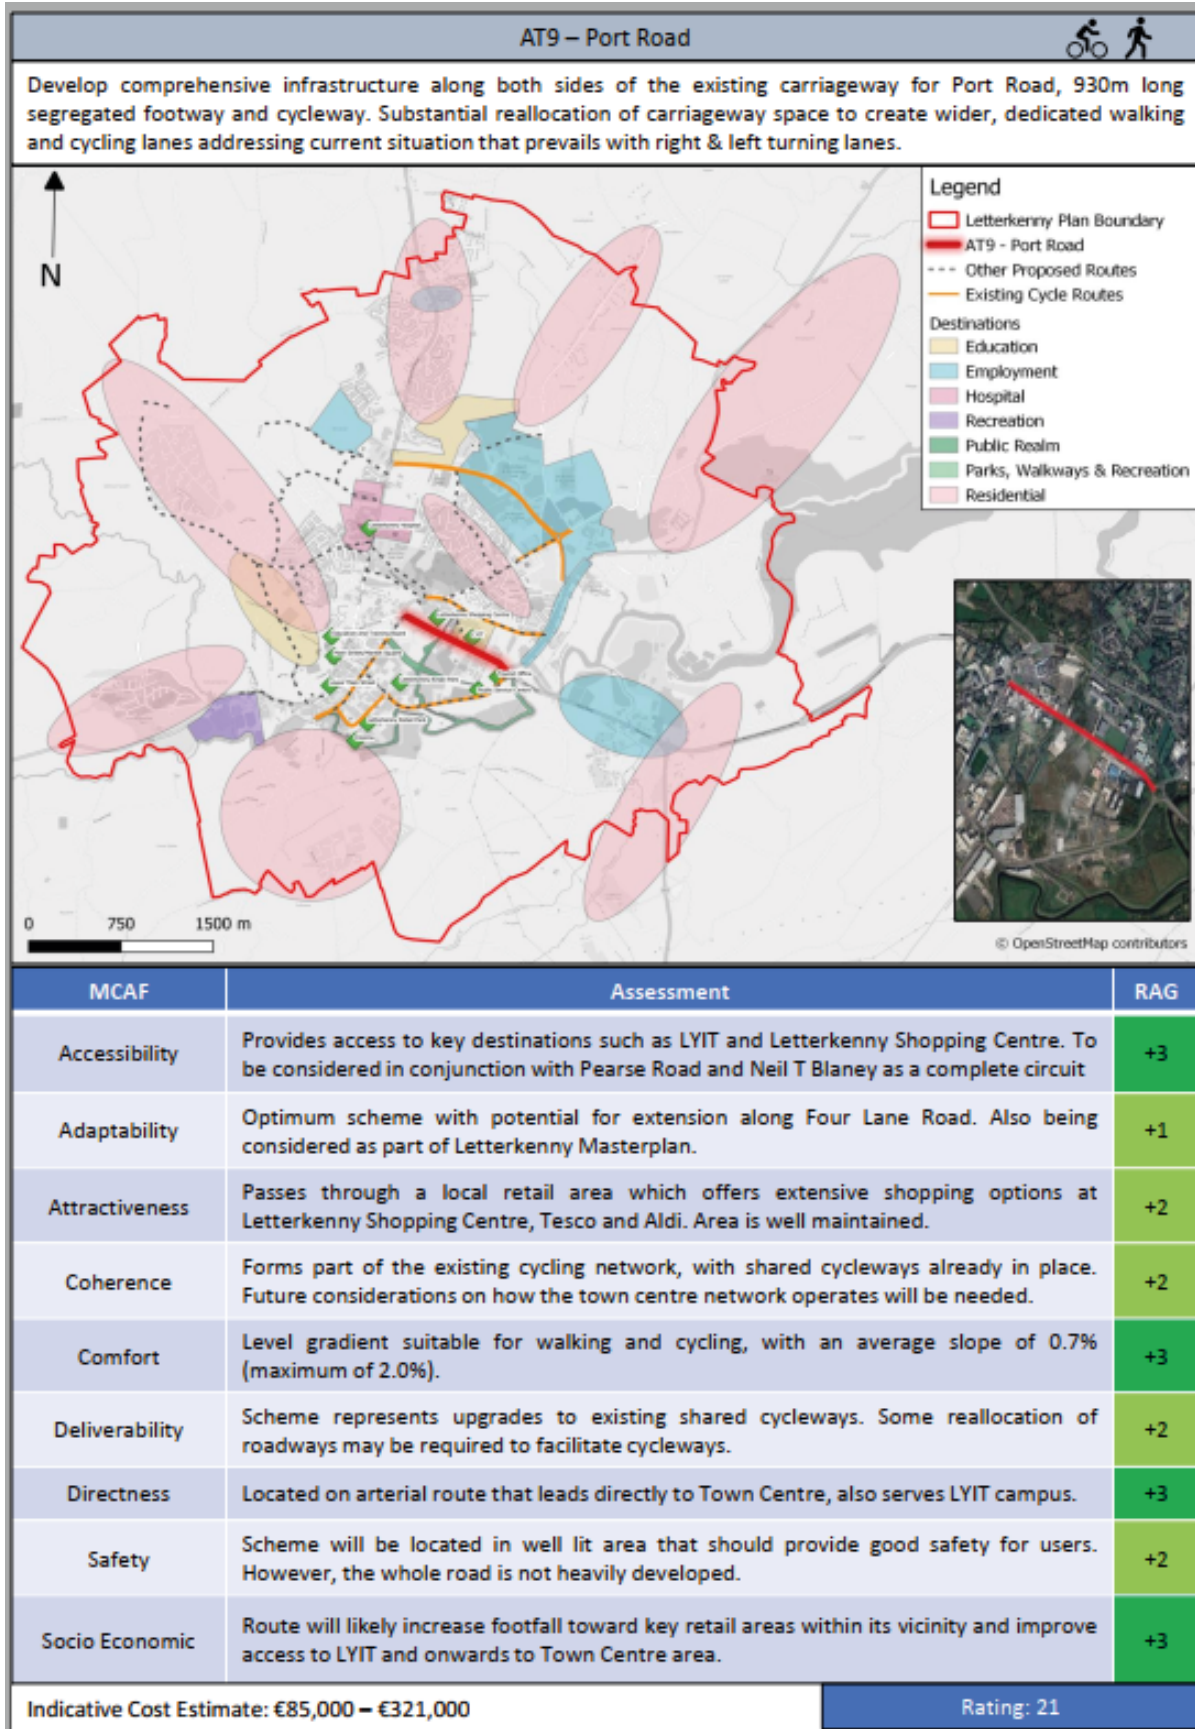 AT9 – Port Road
Develop comprehensive infrastructure along both sides of the existing carriageway for Port Road, 930m long
segregated footway and cycleway. Substantial reallocation of carriageway space to create wider, dedicated walking
and cycling lanes addressing current situation that prevails with right & left turning lanes.
N
Legend
Letterkenny Plan Boundary
AT9 - Port Road
Other Proposed Routes
Existing Cycle Routes
Destinations
Education
Employment
Hospital
Recreation
Public Realm
Parks, Walkways & Recreation
Residential
Letterkenny Hospital
Letterkenny Shopping Centre
0 750 1500 m
© OpenStreetMap contributors
MCAF Assessment RAG
Accessibility
Provides access to key destinations such as LYIT and Letterkenny Shopping Centre. To
be considered in conjunction with Pearse Road and Neil T Blaney as a complete circuit
+3
Adaptability
Optimum scheme with potential for extension along Four Lane Road. Also being
considered as part of Letterkenny Masterplan.
+1
Attractiveness
Passes through a local retail area which offers extensive shopping options at
Letterkenny Shopping Centre, Tesco and Aldi. Area is well maintained.
+2
Coherence
Forms part of the existing cycling network, with shared cycleways already in place.
Future considerations on how the town centre network operates will be needed.
+2
Comfort
Level gradient suitable for walking and cycling, with an average slope of 0.7%
(maximum of 2.0%).
+3
Deliverability
Scheme represents upgrades to existing shared cycleways. Some reallocation of
roadways may be required to facilitate cycleways.
+2
Directness
Located on arterial route that leads directly to Town Centre, also serves LYIT campus.
+3
Safety
Scheme will be located in well lit area that should provide good safety for users.
However, the whole road is not heavily developed.
+2
Socio Economic
Route will likely increase footfall toward key retail areas within its vicinity and improve
access to LYIT and onwards to Town Centre area.
+3
Indicative Cost Estimate: €85,000 – €321,000
Rating: 21